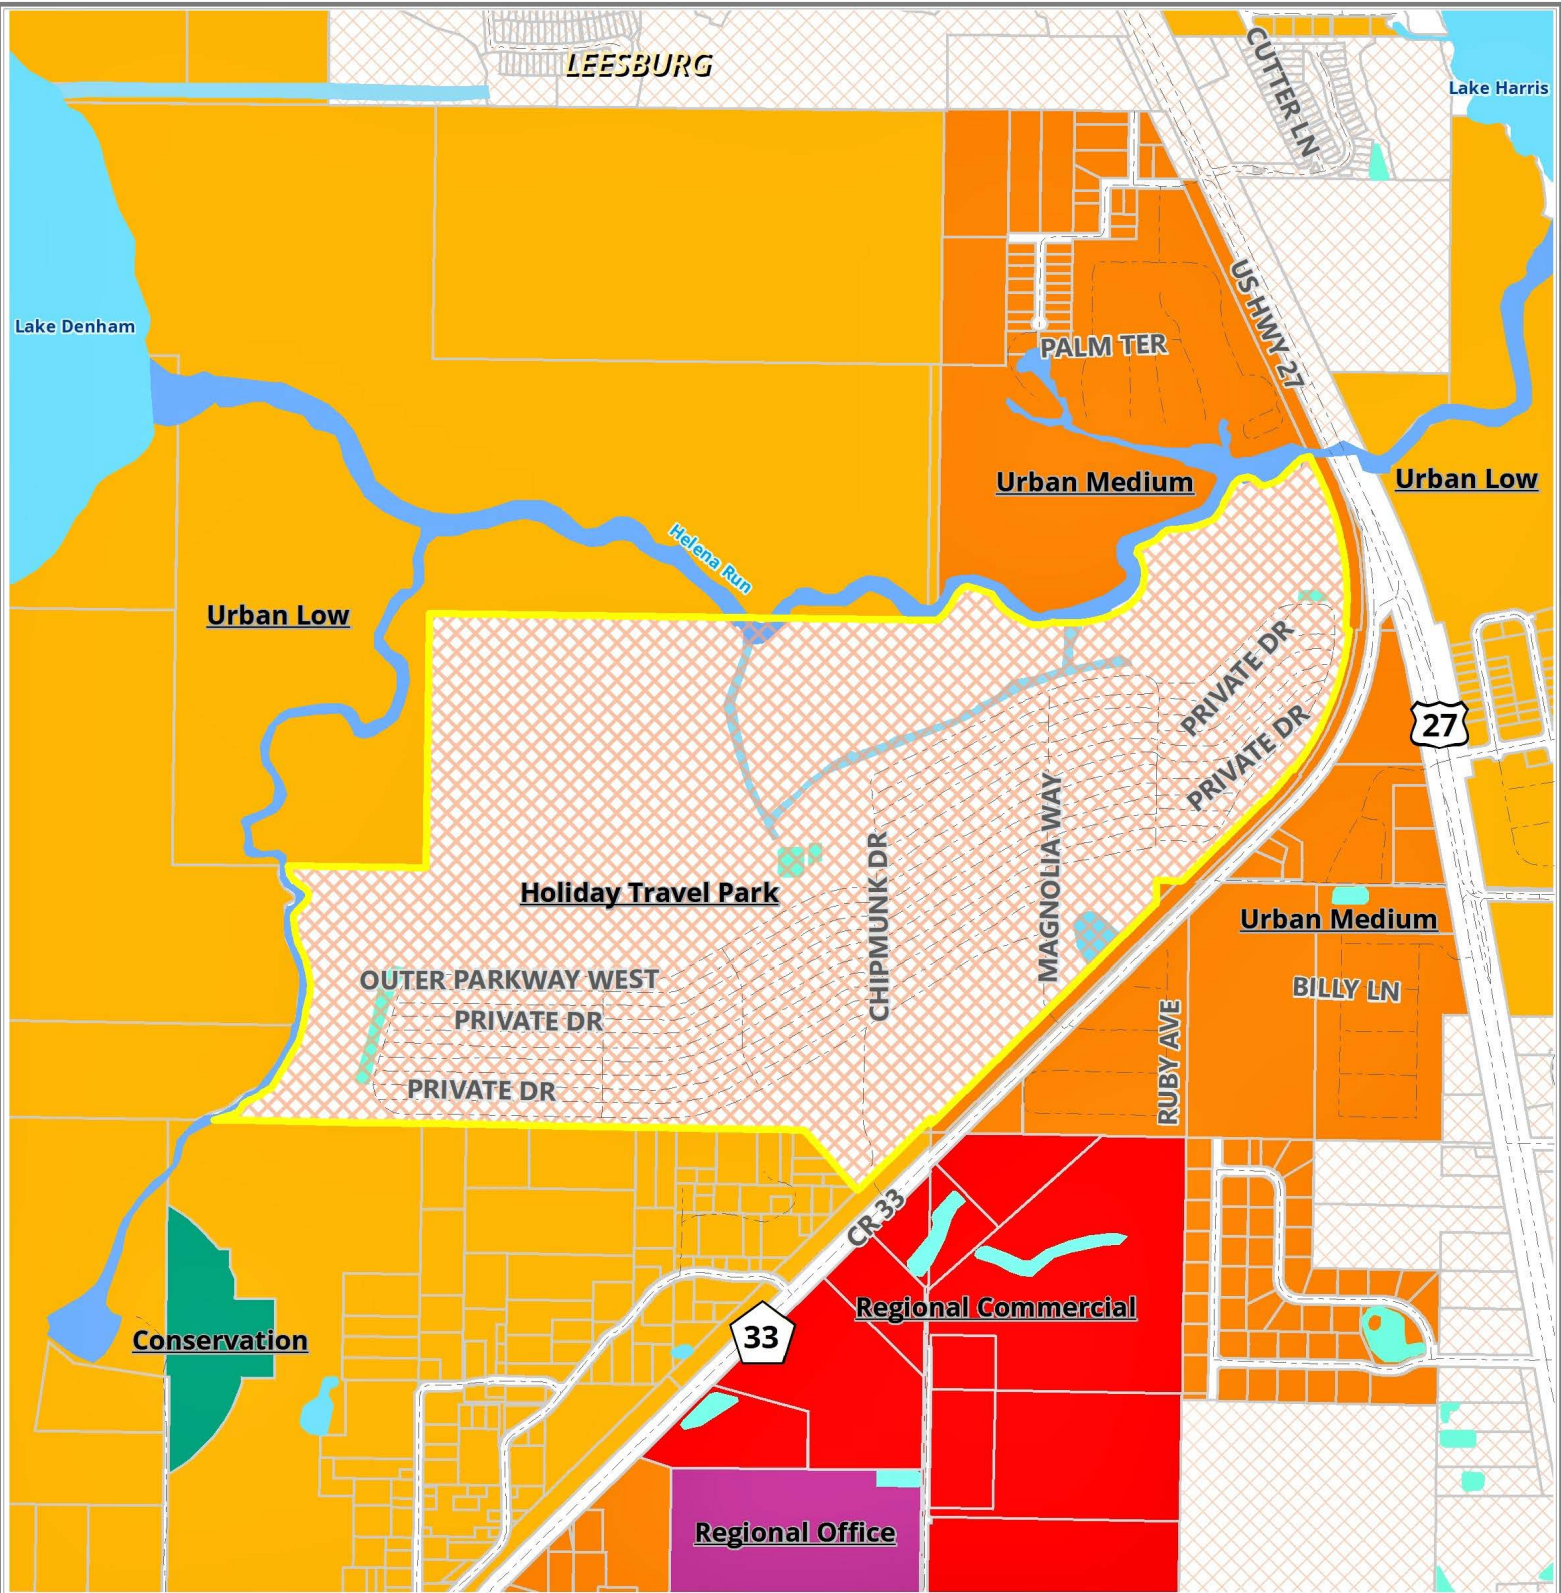 LEESBURG
CUTTER LN
Lake Harris
US HWY 27
Lake Denham
PALM TER
Urban Medium
Urban Low
Helena Run
Urban Low
PRIVATE DR
PRIVATE DR
27
CHIPMUNK DR
MAGNOLIA WAY
Holiday Travel Park
Urban Medium
OUTER PARKWAY WEST
BILLY LN
PRIVATE DR
RUBY AVE
PRIVATE DR
CR 33
Regional Commercial
33
Conservation
Regional Office